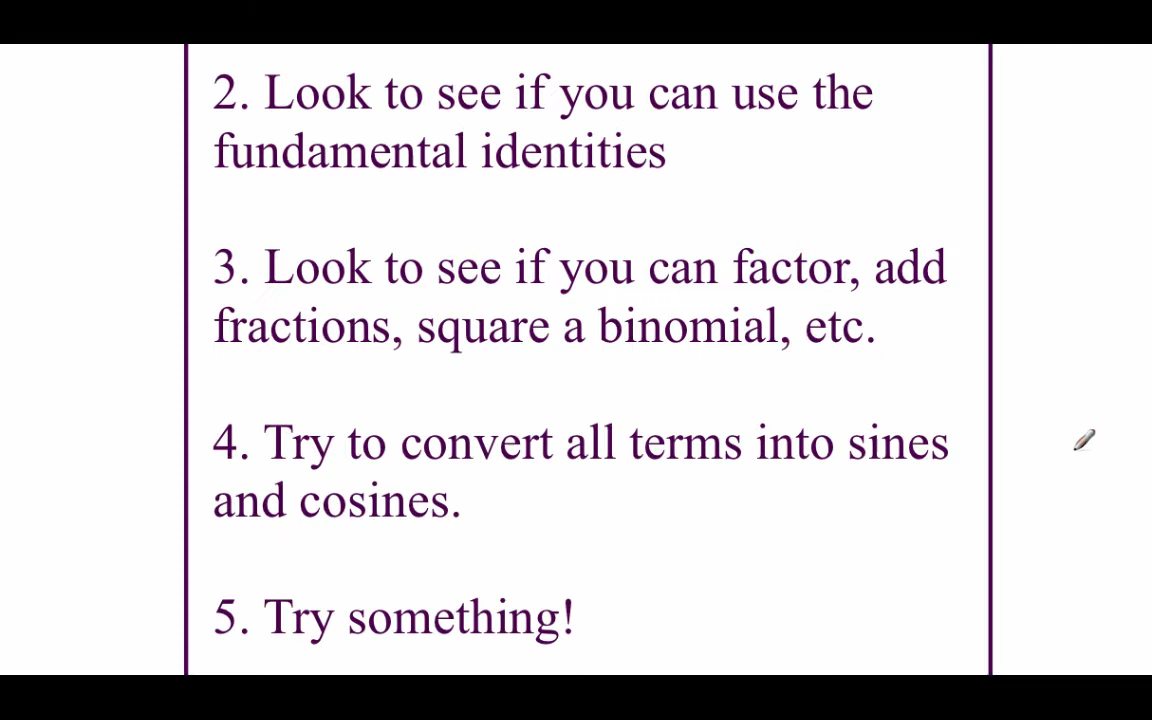 2. Look to see if you can use the
fundamental identities
3. Look to see if you can factor, add
fractions, square a binomial, etc.
4. Try to convert all terms into sines
and cosines.
5. Try something!